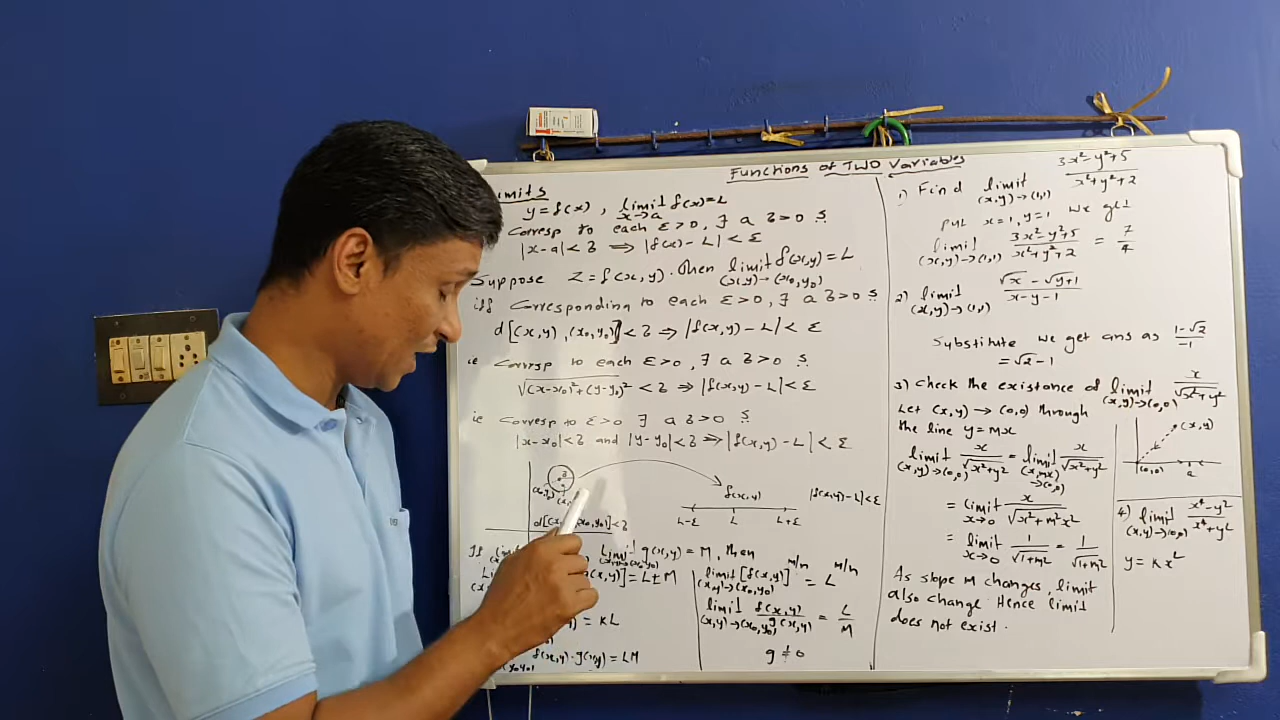 Functions of Two Variables
Limits
y=f(x), limit x→a f(x)=L
Corresp to each ε>0, ∃ a δ>0 s.
|x-a|<δ ⇒ |f(x)-L|<ε
Suppose Z=f(x,y). Then limit (x,y)→(x₀,y₀) f(x,y)=L
iff Corresponding to each ε>0, ∃ a δ>0 s.
d[(x,y),(x₀,y₀)]<δ ⇒ |f(x,y)-L|<ε
ie Corresp to each ε>0, ∃ a δ>0 s.
√(x-x₀)²+(y-y₀)² <δ ⇒ |f(x,y)-L|<ε
ie Corresp to ε>0 ∃ a δ>0 s.
|x-x₀|<δ and |y-y₀|<δ ⇒ |f(x,y)-L|<ε
f(x,y) |f(x,y)-L|<ε
L-ε L L+ε
x₀,y₀)]<δ
If g(x,y)=M, then
(x,y)]=L±M
=KL
f(x,y)·g(x,y)=LM
limit (x,y)→(x₀,y₀) [f(x,y)]^m/n = L^m/n
limit (x,y)→(x₀,y₀) f(x,y)/g(x,y) = L/M
g≠0
1) Find limit (x,y)→(1,1) 3x²-y²+5/x²+y²+2
put x=1, y=1 we get
limit (x,y)→(1,1) 3x²-y²+5/x²+y²+2 = 7/4
2) limit (x,y)→(1,1) √x-√y+1/x-y-1
Substitute we get ans as 1-√2/-1
=√2-1
3) Check the existance of limit (x,y)→(0,0) x/√x²+y²
Let (x,y)→(0,0) through
the line y=mx
limit (x,y)→(0,0) x/√x²+y² = limit (x,mx)→(0,0) x/√x²+y²
= limit x→0 x/√x²+m²x²
= limit x→0 1/√1+m² = 1/√1+m²
As slope m changes, limit
also change. Hence limit
does not exist.
(x,y)
(0,0) a
4) limit (x,y)→(0,0) x⁴-y²/x⁴+y²
y=kx²